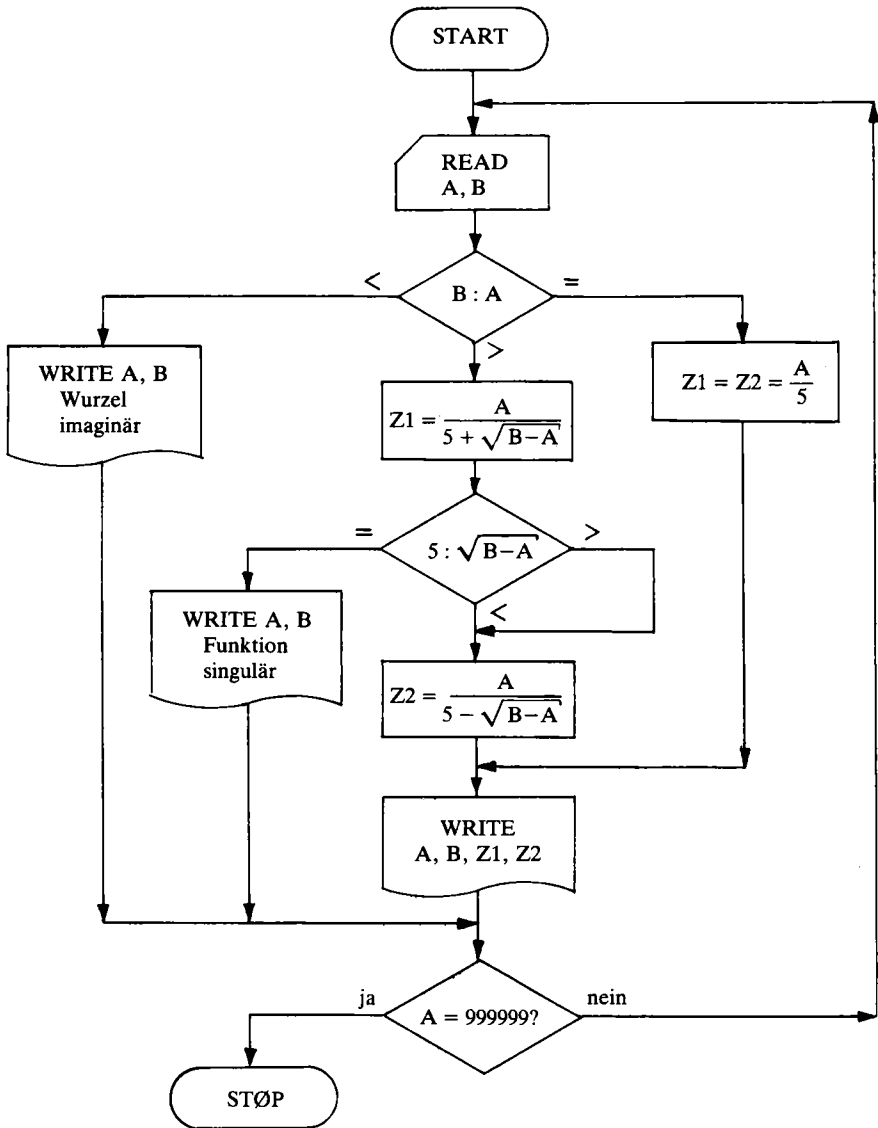 START
READ
A, B
<
B : A
=
>
WRITE A, B
Wurzel
imaginär
Z1 = A / (5 + √(B−A))
Z1 = Z2 = A / 5
=
5 : √(B−A)
>
<
WRITE A, B
Funktion
singulär
Z2 = A / (5 − √(B−A))
WRITE
A, B, Z1, Z2
ja
A = 999999?
nein
STØP